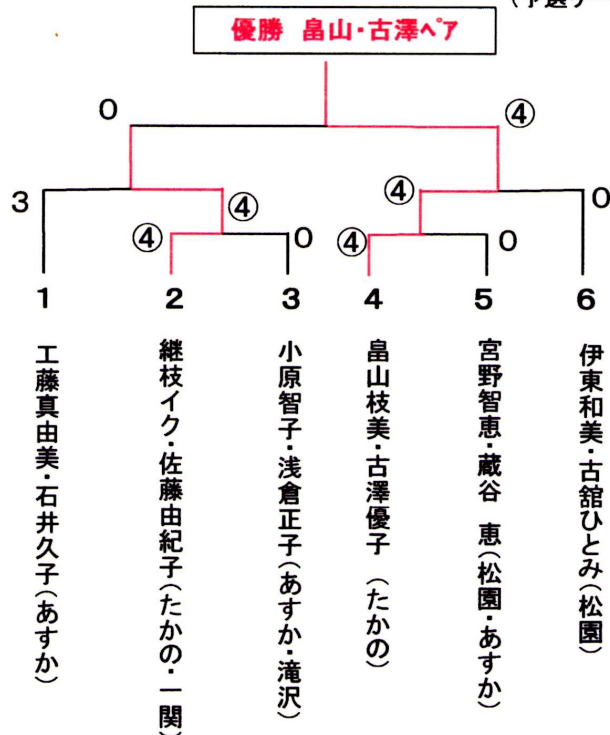 優勝 畠山・古澤ペア
0
④
3
④
④
0
④
0
④
0
1
2
3
4
5
6
工藤真由美・石井久子(あすか)
継枝イク・佐藤由紀子(たかの・一関)
小原智子・浅倉正子(あすか・滝沢)
畠山枝美・古澤優子 (たかの)
宮野智恵・蔵谷 恵(松園・あすか)
伊東和美・古舘ひとみ(松園)